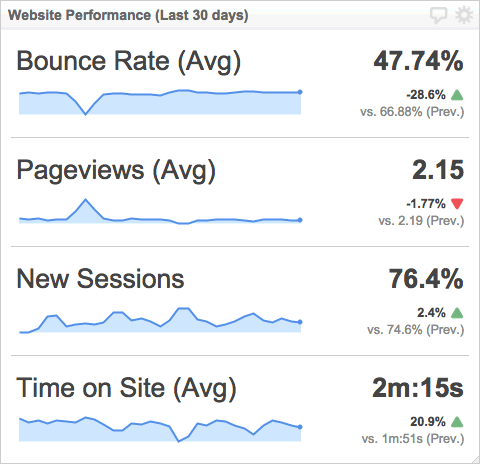 Website Performance (Last 30 days)
Bounce Rate (Avg)
47.74%
-28.6%
vs. 66.88% (Prev.)
Pageviews (Avg)
2.15
-1.77%
vs. 2.19 (Prev.)
New Sessions
76.4%
2.4%
vs. 74.6% (Prev.)
Time on Site (Avg)
2m:15s
20.9%
vs. 1m:51s (Prev.)